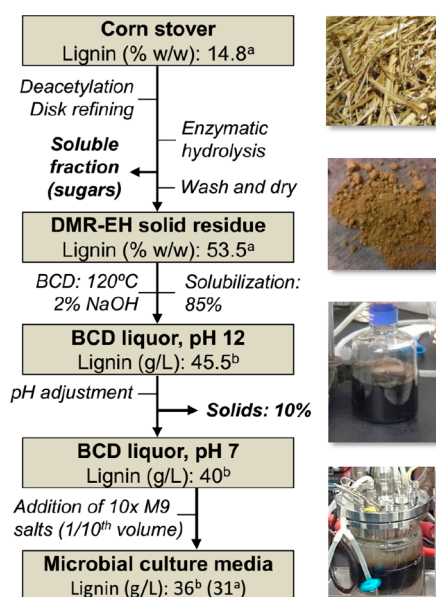 Corn stover
Lignin (% w/w): 14.8ᵃ
Deacetylation
Disk refining
Enzymatic
hydrolysis
Soluble
fraction
(sugars)
Wash and dry
DMR-EH solid residue
Lignin (% w/w): 53.5ᵃ
BCD: 120ºC
2% NaOH
Solubilization:
85%
BCD liquor, pH 12
Lignin (g/L): 45.5ᵇ
pH adjustment
Solids: 10%
BCD liquor, pH 7
Lignin (g/L): 40ᵇ
Addition of 10x M9
salts (1/10ᵗʰ volume)
Microbial culture media
Lignin (g/L): 36ᵇ (31ᵃ)